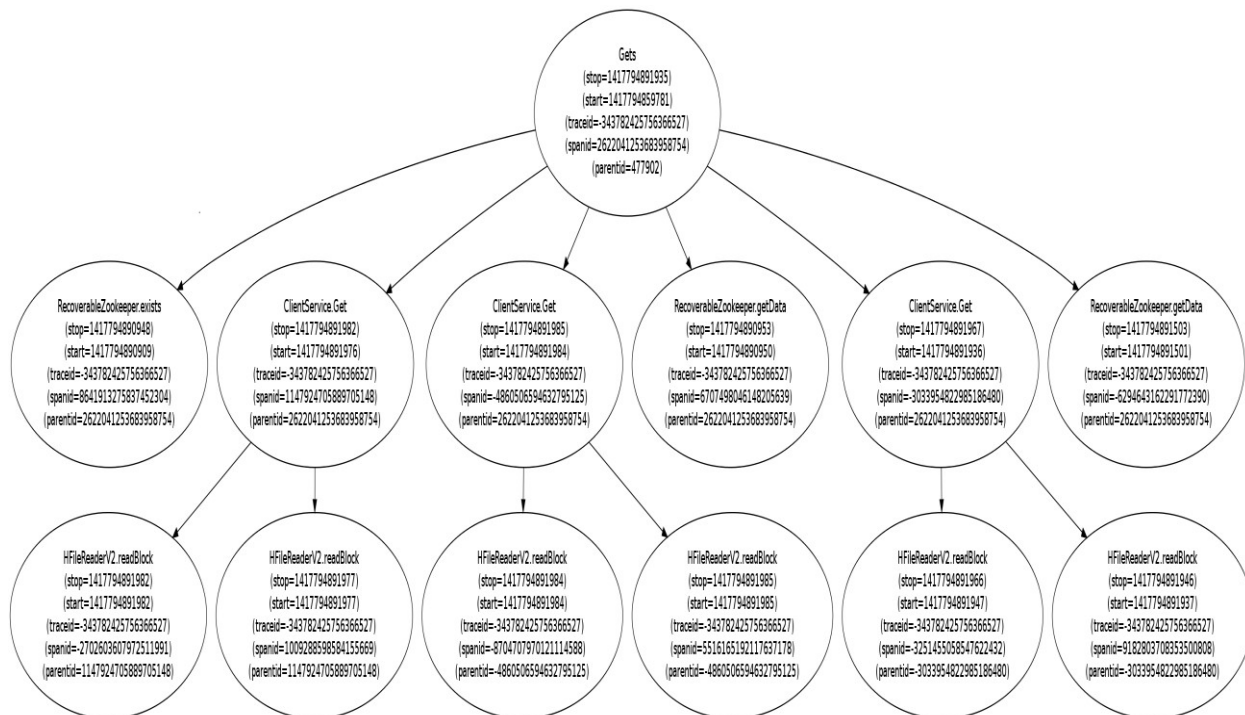 Gets
(stop=1417794891935)
(start=1417794859781)
(traceid=-343782425756366527)
(spanid=2622041253683958754)
(parentid=477902)
RecoverableZookeeper.exists
(stop=1417794890948)
(start=1417794890909)
(traceid=-343782425756366527)
(spanid=8641913275837452304)
(parentid=2622041253683958754)
ClientService.Get
(stop=1417794891982)
(start=1417794891976)
(traceid=-343782425756366527)
(spanid=1147924705889705148)
(parentid=2622041253683958754)
ClientService.Get
(stop=1417794891985)
(start=1417794891984)
(traceid=-343782425756366527)
(spanid=-4860506594632795125)
(parentid=2622041253683958754)
RecoverableZookeeper.getData
(stop=1417794890953)
(start=1417794890950)
(traceid=-343782425756366527)
(spanid=6707498046148205639)
(parentid=2622041253683958754)
ClientService.Get
(stop=1417794891967)
(start=1417794891936)
(traceid=-343782425756366527)
(spanid=-3033954822985186480)
(parentid=2622041253683958754)
RecoverableZookeeper.getData
(stop=1417794891503)
(start=1417794891501)
(traceid=-343782425756366527)
(spanid=-6294643162291772390)
(parentid=2622041253683958754)
HFileReaderV2.readBlock
(stop=1417794891982)
(start=1417794891982)
(traceid=-343782425756366527)
(spanid=-2702603607972511991)
(parentid=1147924705889705148)
HFileReaderV2.readBlock
(stop=1417794891977)
(start=1417794891977)
(traceid=-343782425756366527)
(spanid=1009288598584155669)
(parentid=1147924705889705148)
HFileReaderV2.readBlock
(stop=1417794891984)
(start=1417794891984)
(traceid=-343782425756366527)
(spanid=-8704707970121114588)
(parentid=-4860506594632795125)
HFileReaderV2.readBlock
(stop=1417794891985)
(start=1417794891985)
(traceid=-343782425756366527)
(spanid=5516165192117637178)
(parentid=-4860506594632795125)
HFileReaderV2.readBlock
(stop=1417794891966)
(start=1417794891947)
(traceid=-343782425756366527)
(spanid=-3251455058547622432)
(parentid=-3033954822985186480)
HFileReaderV2.readBlock
(stop=1417794891946)
(start=1417794891937)
(traceid=-343782425756366527)
(spanid=9182803708353500808)
(parentid=-3033954822985186480)